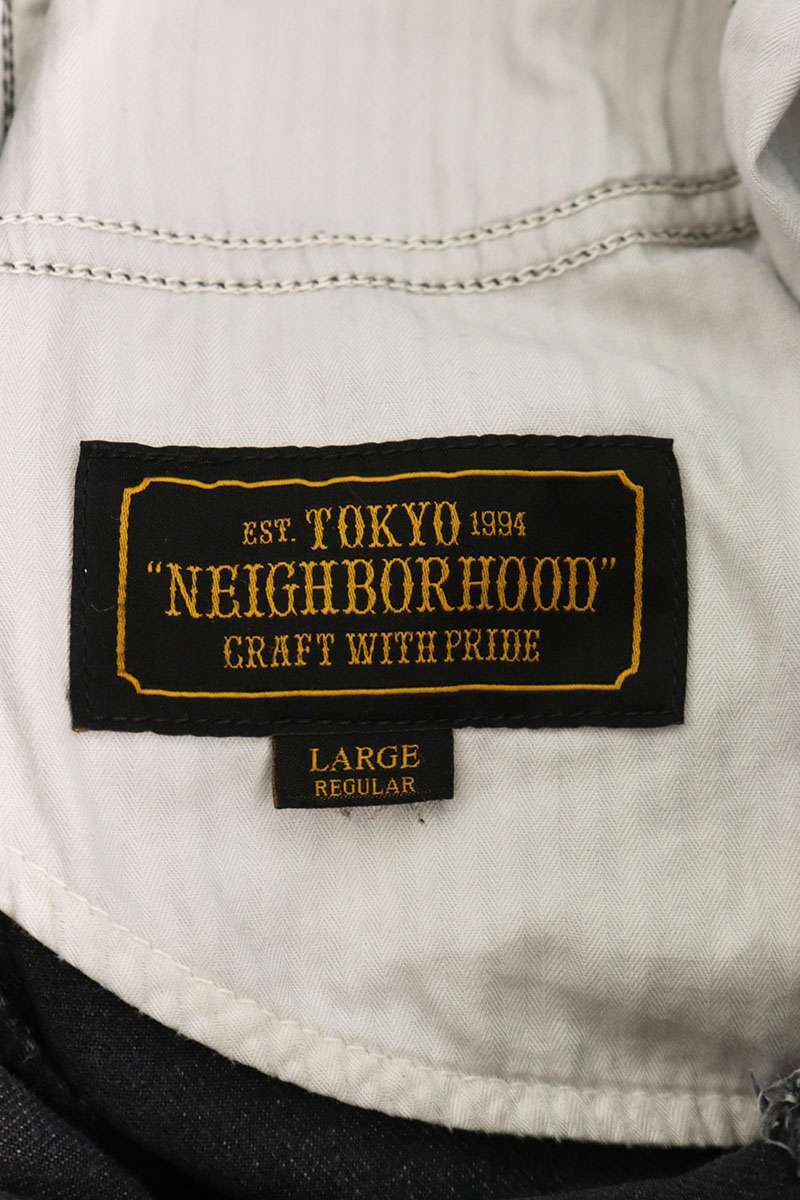 EST. TOKYO 1994
“NEIGHBORHOOD”
CRAFT WITH PRIDE
LARGE
REGULAR